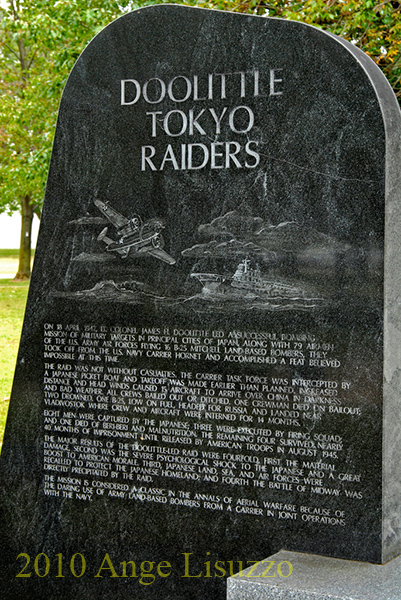 DOOLITTLE
TOKYO
RAIDERS
ON 18 APRIL 1942, LT. COLONEL JAMES H. DOOLITTLE LED A SUCCESSFUL BOMBING
MISSION OF MILITARY TARGETS IN PRINCIPAL CITIES OF JAPAN, ALONG WITH 79 AIRMEN
OF THE U.S. ARMY AIR FORCES FLYING 16 B-25 MITCHELL LAND-BASED BOMBERS, THEY
TOOK OFF FROM THE U.S. NAVY CARRIER HORNET AND ACCOMPLISHED A FEAT BELIEVED
IMPOSSIBLE AT THIS TIME.
THE RAID WAS NOT WITHOUT CASUALTIES. THE CARRIER TASK FORCE WAS INTERCEPTED BY
A JAPANESE PICKET BOAT AND TAKEOFF WAS MADE EARLIER THAN PLANNED. INCREASED
DISTANCE AND HEAD WINDS CAUSED 15 AIRCRAFT TO ARRIVE OVER CHINA IN DARKNESS
AND BAD WEATHER. ALL CREWS BAILED OUT OR DITCHED. ONE CREWMAN DIED ON BAILOUT;
TWO DROWNED. ONE B-25, LOW ON FUEL, HEADED FOR RUSSIA AND LANDED NEAR
VLADIVOSTOK WHERE CREW AND AIRCRAFT WERE INTERNED FOR 14 MONTHS.
EIGHT MEN WERE CAPTURED BY THE JAPANESE; THREE WERE EXECUTED BY FIRING SQUAD;
AND ONE DIED OF BERIBERI AND MALNUTRITION. THE REMAINING FOUR SURVIVED NEARLY
40 MONTHS OF IMPRISONMENT UNTIL RELEASED BY AMERICAN TROOPS IN AUGUST 1945.
THE MAJOR RESULTS OF THE DOOLITTLE-LED RAID WERE FOURFOLD. FIRST, THE MATERIAL
DAMAGE, SECOND WAS THE SEVERE PSYCHOLOGICAL SHOCK TO THE JAPANESE AND A GREAT
BOOST TO AMERICAN MORALE. THIRD, JAPANESE LAND, SEA, AND AIR FORCES WERE
RECALLED TO PROTECT THE JAPANESE HOMELAND; AND FOURTH THE BATTLE OF MIDWAY WAS
DIRECTLY PRECIPITATED BY THE RAID.
THE MISSION IS CONSIDERED A CLASSIC IN THE ANNALS OF AERIAL WARFARE BECAUSE OF
THE DARING USE OF ARMY LAND-BASED BOMBERS FROM A CARRIER IN JOINT OPERATIONS
WITH THE NAVY.
2010 Ange Lisuzzo